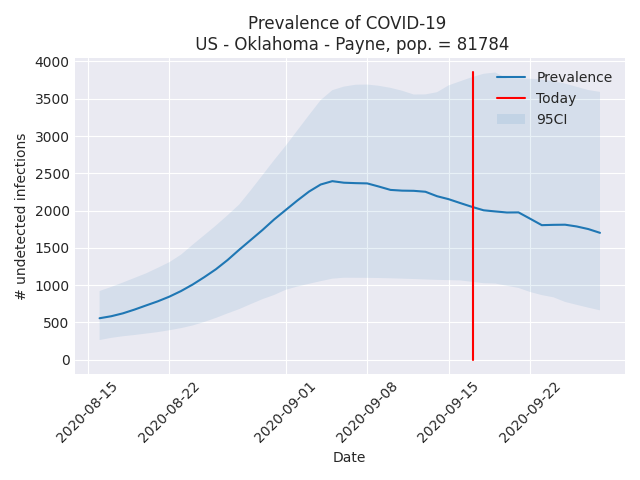 Prevalence of COVID-19
US - Oklahoma - Payne, pop. = 81784
4000
3500
3000
2500
2000
1500
1000
500
0
# undetected infections
Prevalence
Today
95CI
2020-08-15
2020-08-22
2020-09-01
2020-09-08
2020-09-15
2020-09-22
Date